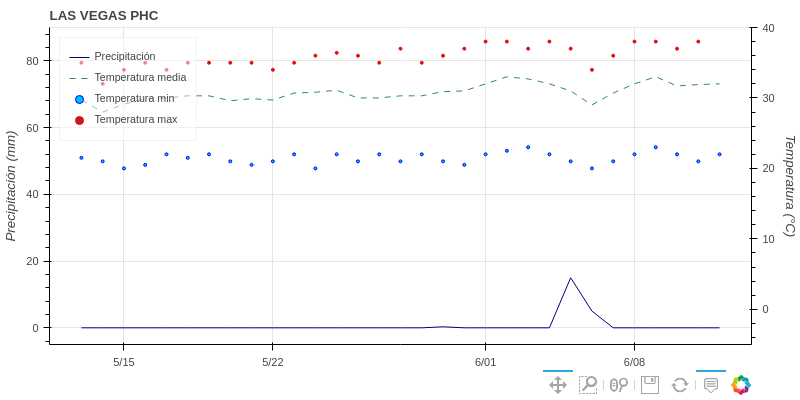 LAS VEGAS PHC
Precipitación
Temperatura media
Temperatura min
Temperatura max
Precipitación (mm)
80
60
40
20
0
Temperatura (°C)
40
30
20
10
0
5/15
5/22
6/01
6/08